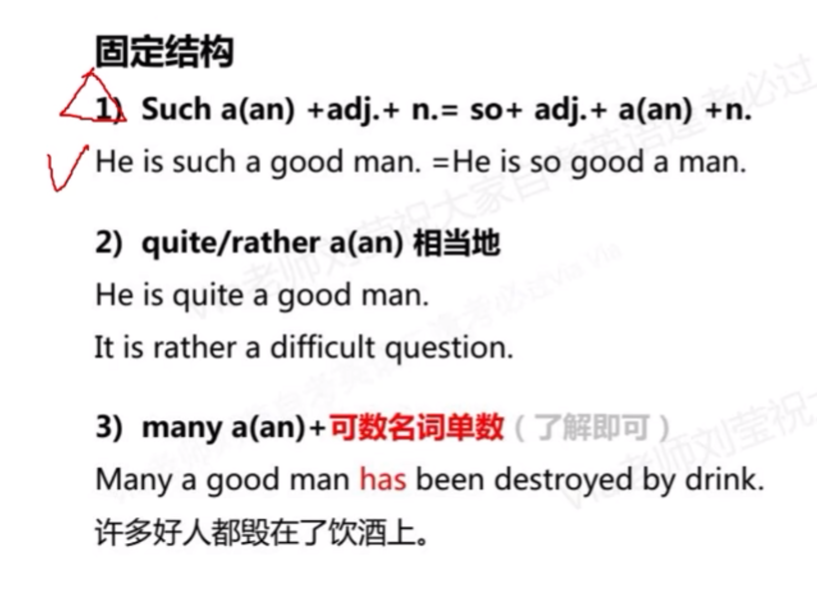 固定结构
1) Such a(an) +adj.+ n.= so+ adj.+ a(an) +n.
He is such a good man. =He is so good a man.
2) quite/rather a(an) 相当地
He is quite a good man.
It is rather a difficult question.
3) many a(an)+可数名词单数（了解即可）
Many a good man has been destroyed by drink.
许多好人都毁在了饮酒上。